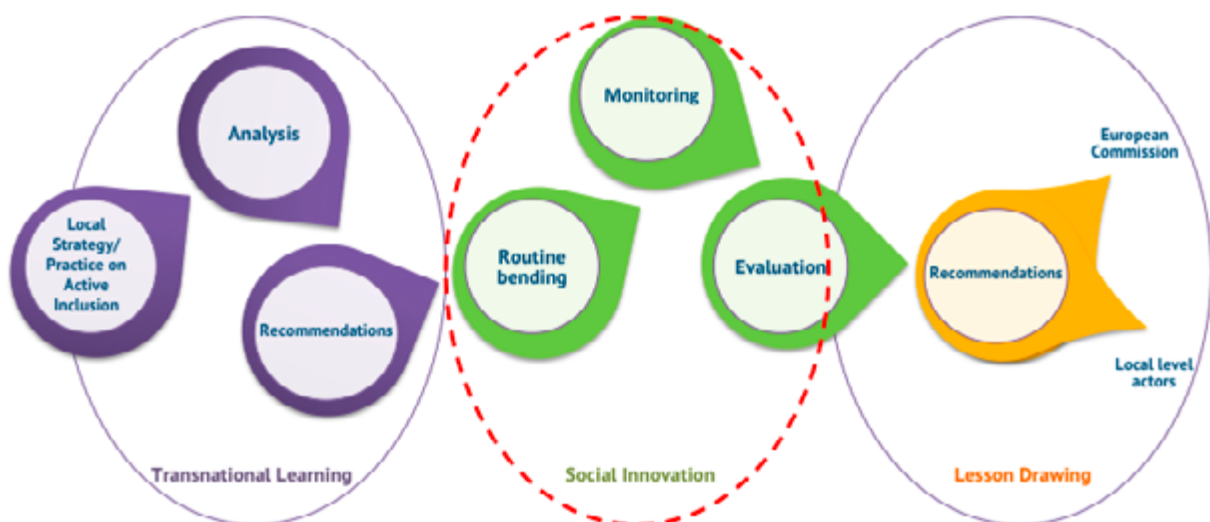 Analysis
Local
Strategy/
Practice on
Active
Inclusion
Recommendations
Transnational Learning
Monitoring
Routine
bending
Evaluation
Social Innovation
European
Commission
Recommendations
Local level
actors
Lesson Drawing